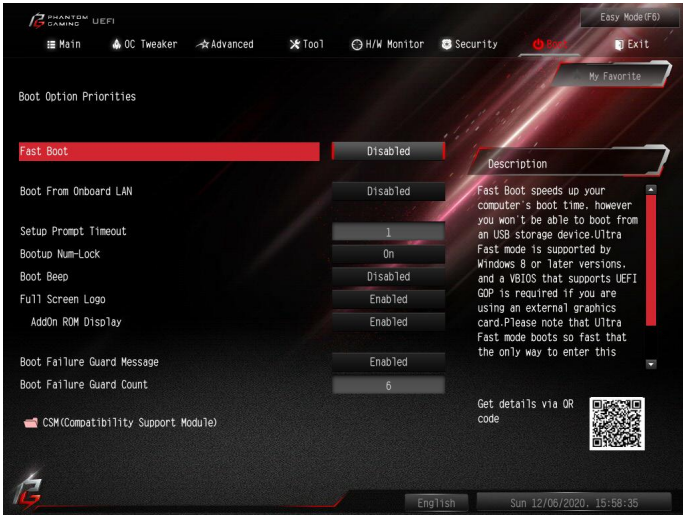 PHANTOM GAMING UEFI
Easy Mode(F6)
Main
OC Tweaker
Advanced
Tool
H/W Monitor
Security
Boot
Exit
My Favorite
Boot Option Priorities
Fast Boot Disabled
Boot From Onboard LAN Disabled
Setup Prompt Timeout 1
Bootup Num-Lock On
Boot Beep Disabled
Full Screen Logo Enabled
AddOn ROM Display Enabled
Boot Failure Guard Message Enabled
Boot Failure Guard Count 6
CSM(Compatibility Support Module)
Description
Fast Boot speeds up your
computer's boot time. however
you won't be able to boot from
an USB storage device.Ultra
Fast mode is supported by
Windows 8 or later versions.
and a VBIOS that supports UEFI
GOP is required if you are
using an external graphics
card.Please note that Ultra
Fast mode boots so fast that
the only way to enter this
Get details via QR
code
English
Sun 12/06/2020, 15:58:35